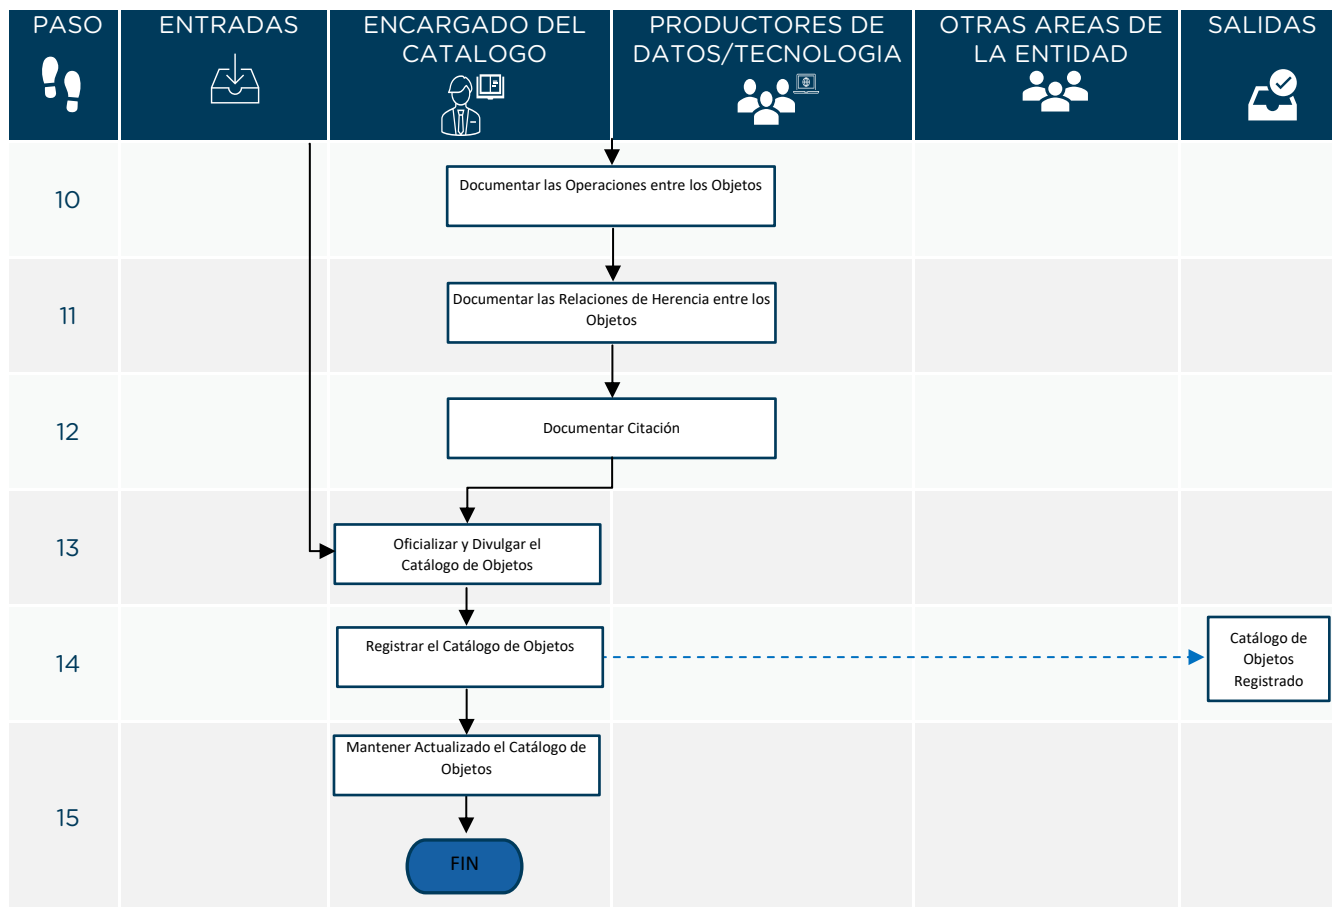 PASO
ENTRADAS
ENCARGADO DEL
CATALOGO
PRODUCTORES DE
DATOS/TECNOLOGIA
OTRAS AREAS DE
LA ENTIDAD
SALIDAS
10
Documentar las Operaciones entre los Objetos
11
Documentar las Relaciones de Herencia entre los
Objetos
12
Documentar Citación
13
Oficializar y Divulgar el
Catálogo de Objetos
14
Registrar el Catálogo de Objetos
Catálogo de
Objetos
Registrado
15
Mantener Actualizado el Catálogo de
Objetos
FIN